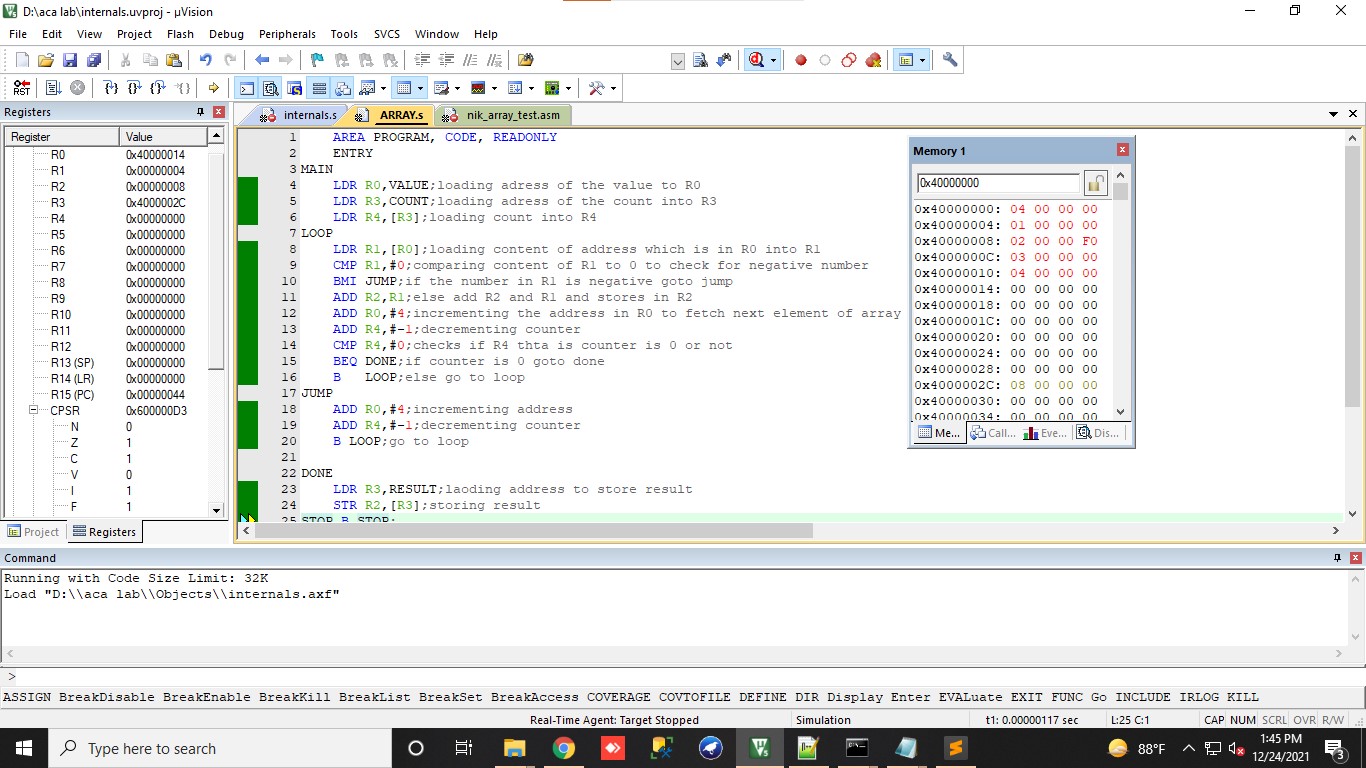 D:\aca lab\internals.uvproj - µVision
File Edit View Project Flash Debug Peripherals Tools SVCS Window Help
RST
Registers
Register Value
R0 0x40000014
R1 0x00000004
R2 0x00000008
R3 0x4000002C
R4 0x00000000
R5 0x00000000
R6 0x00000000
R7 0x00000000
R8 0x00000000
R9 0x00000000
R10 0x00000000
R11 0x00000000
R12 0x00000000
R13 (SP) 0x00000000
R14 (LR) 0x00000000
R15 (PC) 0x00000044
CPSR 0x600000D3
N 0
Z 1
C 1
V 0
I 1
F 1
Project Registers
internals.s ARRAY.s nik_array_test.asm
1 AREA PROGRAM, CODE, READONLY
2 ENTRY
3 MAIN
4 LDR R0,VALUE;loading adress of the value to R0
5 LDR R3,COUNT;loading adress of the count into R3
6 LDR R4,[R3];loading count into R4
7 LOOP
8 LDR R1,[R0];loading content of address which is in R0 into R1
9 CMP R1,#0;comparing content of R1 to 0 to check for negative number
10 BMI JUMP;if the number in R1 is negative goto jump
11 ADD R2,R1;else add R2 and R1 and stores in R2
12 ADD R0,#4;incrementing the address in R0 to fetch next element of array
13 ADD R4,#-1;decrementing counter
14 CMP R4,#0;checks if R4 thta is counter is 0 or not
15 BEQ DONE;if counter is 0 goto done
16 B LOOP;else go to loop
17 JUMP
18 ADD R0,#4;incrementing address
19 ADD R4,#-1;decrementing counter
20 B LOOP;go to loop
21
22 DONE
23 LDR R3,RESULT;laoding address to store result
24 STR R2,[R3];storing result
25 STOP B STOP;
Memory 1
0x40000000
0x40000000: 04 00 00 00
0x40000004: 01 00 00 00
0x40000008: 02 00 00 F0
0x4000000C: 03 00 00 00
0x40000010: 04 00 00 00
0x40000014: 00 00 00 00
0x40000018: 00 00 00 00
0x4000001C: 00 00 00 00
0x40000020: 00 00 00 00
0x40000024: 00 00 00 00
0x40000028: 00 00 00 00
0x4000002C: 08 00 00 00
0x40000030: 00 00 00 00
0x40000034: 00 00 00 00
Me... Call... Eve... Dis...
Command
Running with Code Size Limit: 32K
Load "D:\\aca lab\\Objects\\internals.axf"
>
ASSIGN BreakDisable BreakEnable BreakKill BreakList BreakSet BreakAccess COVERAGE COVTOFILE DEFINE DIR Display Enter EVALuate EXIT FUNC Go INCLUDE IRLOG KILL
Real-Time Agent: Target Stopped Simulation t1: 0.00000117 sec L:25 C:1 CAP NUM SCRL OVR R/W
Type here to search
88°F
1:45 PM
12/24/2021
3